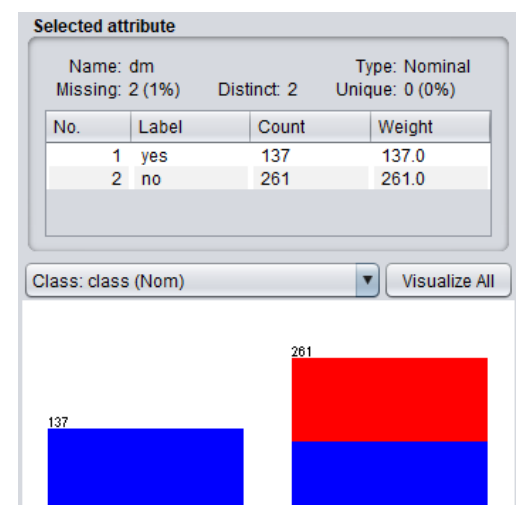 Selected attribute
Name: dm Type: Nominal
Missing: 2 (1%) Distinct: 2 Unique: 0 (0%)
No. Label Count Weight
1 yes 137 137.0
2 no 261 261.0
Class: class (Nom) Visualize All
261
137